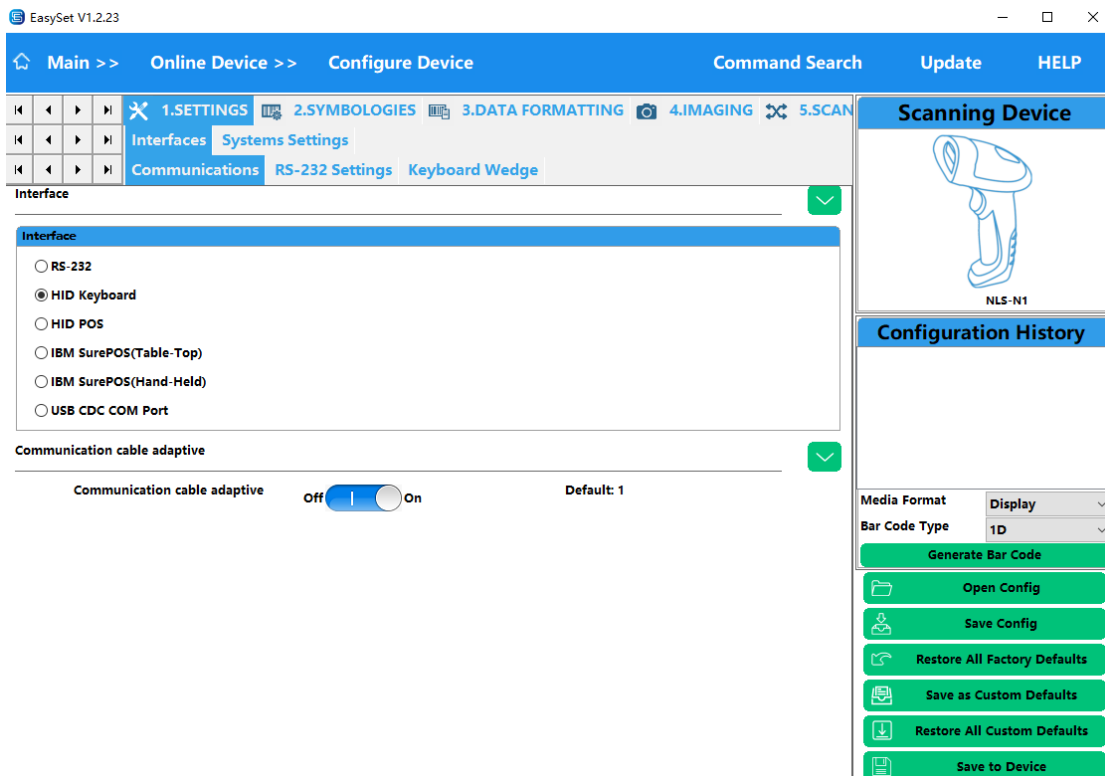 EasySet V1.2.23
Main >> Online Device >> Configure Device Command Search Update HELP
1.SETTINGS 2.SYMBOLOGIES 3.DATA FORMATTING 4.IMAGING 5.SCAN
Interfaces Systems Settings
Communications RS-232 Settings Keyboard Wedge
Interface
Interface
RS-232
HID Keyboard
HID POS
IBM SurePOS(Table-Top)
IBM SurePOS(Hand-Held)
USB CDC COM Port
Communication cable adaptive
Communication cable adaptive Off On Default: 1
Scanning Device
NLS-N1
Configuration History
Media Format Display
Bar Code Type 1D
Generate Bar Code
Open Config
Save Config
Restore All Factory Defaults
Save as Custom Defaults
Restore All Custom Defaults
Save to Device